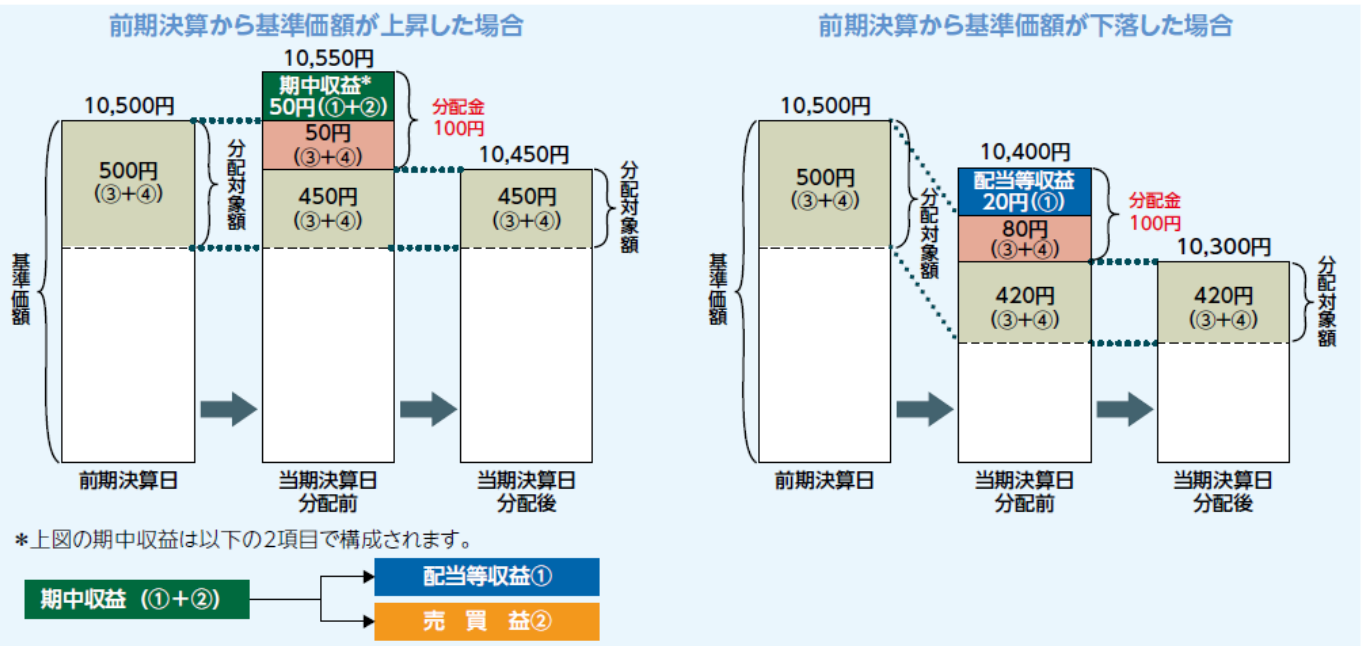 前期決算から基準価額が上昇した場合
10,550円
期中収益*
50円(①+②)
10,500円
分配金
100円
50円
(③+④)
500円
(③+④)
分配対象額
10,450円
450円
(③+④)
450円
(③+④)
分配対象額
基準価額
前期決算日
当期決算日
分配前
当期決算日
分配後
*上図の期中収益は以下の2項目で構成されます。
期中収益 (①+②)
配当等収益①
売 買 益②
前期決算から基準価額が下落した場合
10,500円
500円
(③+④)
分配対象額
10,400円
配当等収益
20円(①)
分配金
100円
80円
(③+④)
10,300円
420円
(③+④)
420円
(③+④)
分配対象額
基準価額
前期決算日
当期決算日
分配前
当期決算日
分配後